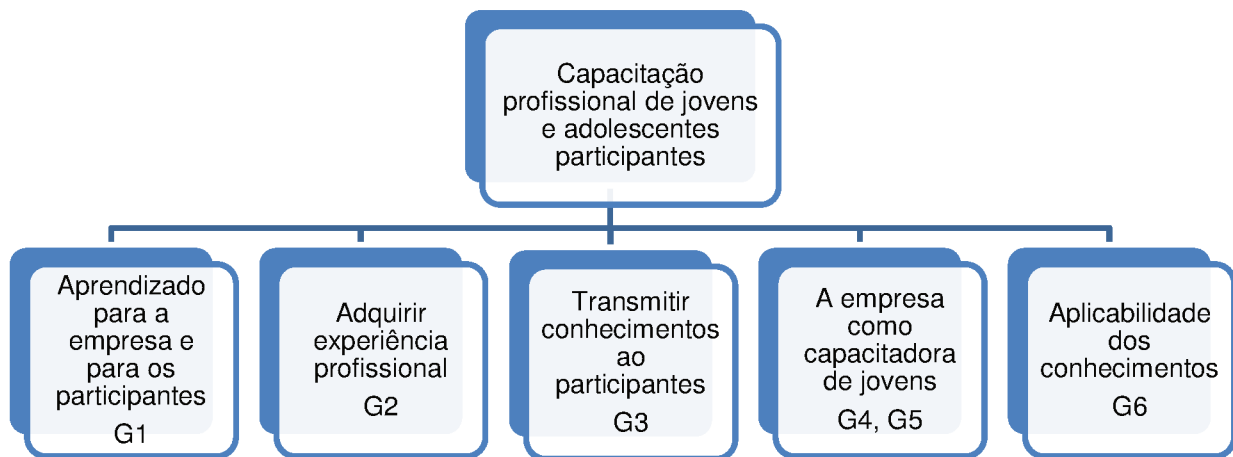 Capacitação
profissional de jovens
e adolescentes
participantes
Aprendizado
para a
empresa e
para os
participantes
G1
Adquirir
experiência
profissional
G2
Transmitir
conhecimentos
ao
participantes
G3
A empresa
como
capacitadora
de jovens
G4, G5
Aplicabilidade
dos
conhecimentos
G6